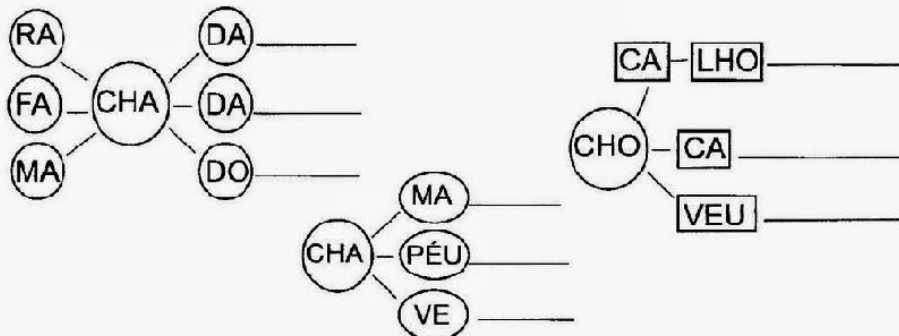 RA DA
FA CHA DA
MA DO
CA LHO
CHO CA
VEU
MA
CHA PÉU
VE